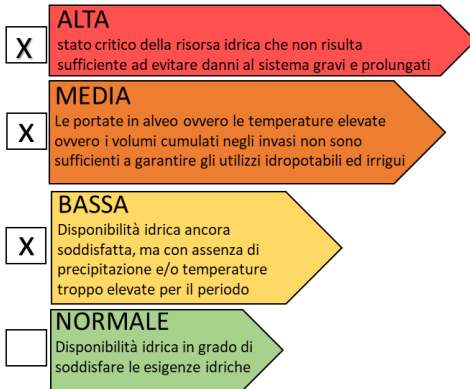 X
ALTA
stato critico della risorsa idrica che non risulta
sufficiente ad evitare danni al sistema gravi e prolungati
X
MEDIA
Le portate in alveo ovvero le temperature elevate
ovvero i volumi cumulati negli invasi non sono
sufficienti a garantire gli utilizzi idropotabili ed irrigui
X
BASSA
Disponibilità idrica ancora
soddisfatta, ma con assenza di
precipitazione e/o temperature
troppo elevate per il periodo
NORMALE
Disponibilità idrica in grado di
soddisfare le esigenze idriche